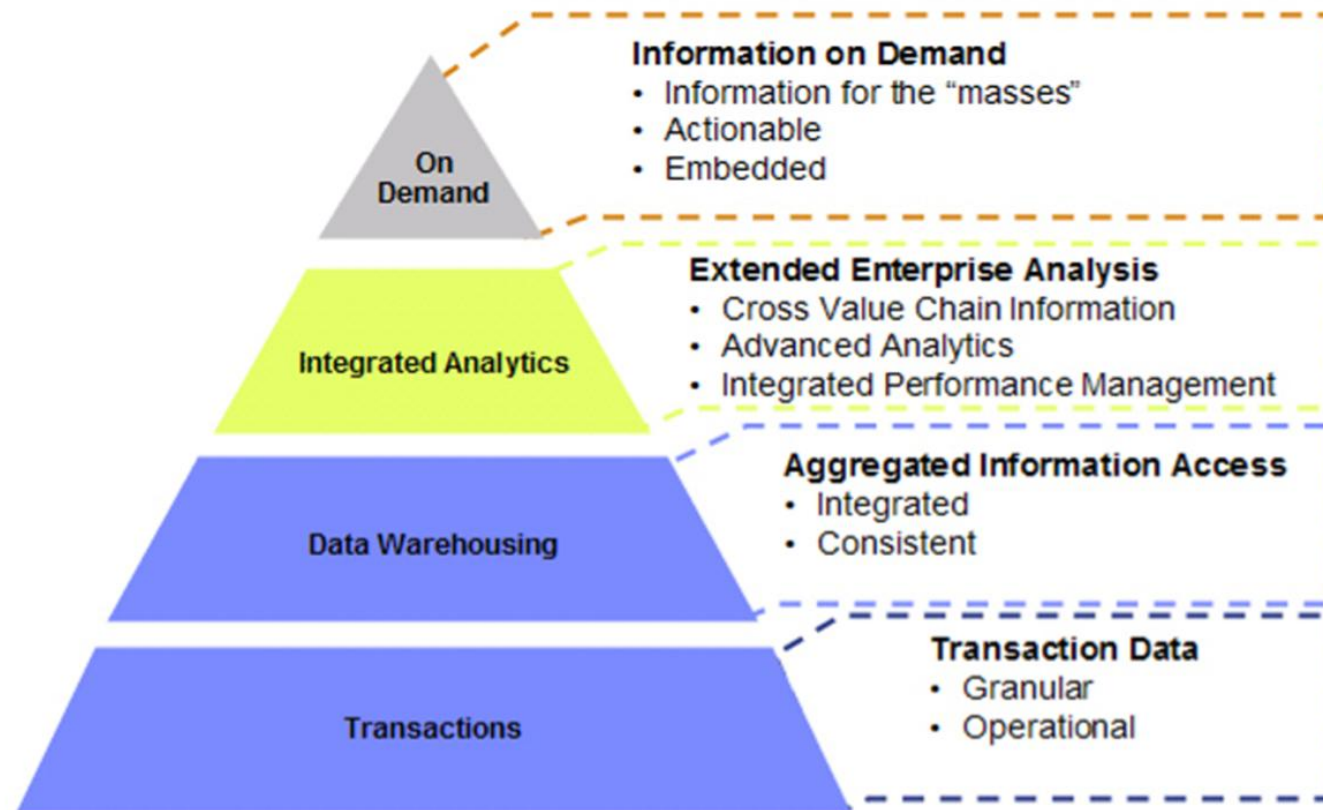 On
Demand
Information on Demand
• Information for the “masses”
• Actionable
• Embedded
Integrated Analytics
Extended Enterprise Analysis
• Cross Value Chain Information
• Advanced Analytics
• Integrated Performance Management
Data Warehousing
Aggregated Information Access
• Integrated
• Consistent
Transactions
Transaction Data
• Granular
• Operational